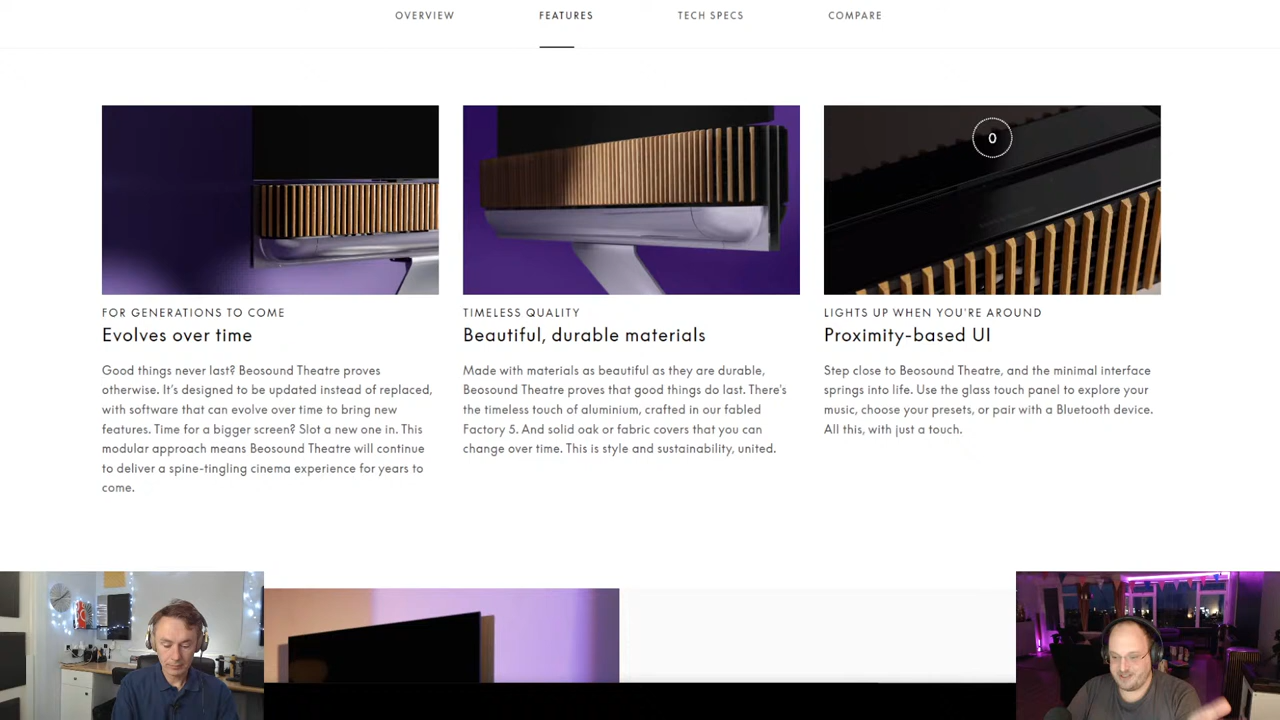 OVERVIEW
FEATURES
TECH SPECS
COMPARE
0
FOR GENERATIONS TO COME
Evolves over time
Good things never last? Beosound Theatre proves
otherwise. It's designed to be updated instead of replaced,
with software that can evolve over time to bring new
features. Time for a bigger screen? Slot a new one in. This
modular approach means Beosound Theatre will continue
to deliver a spine-tingling cinema experience for years to
come.
TIMELESS QUALITY
Beautiful, durable materials
Made with materials as beautiful as they are durable,
Beosound Theatre proves that good things do last. There's
the timeless touch of aluminium, crafted in our fabled
Factory 5. And solid oak or fabric covers that you can
change over time. This is style and sustainability, united.
LIGHTS UP WHEN YOU'RE AROUND
Proximity-based UI
Step close to Beosound Theatre, and the minimal interface
springs into life. Use the glass touch panel to explore your
music, choose your presets, or pair with a Bluetooth device.
All this, with just a touch.